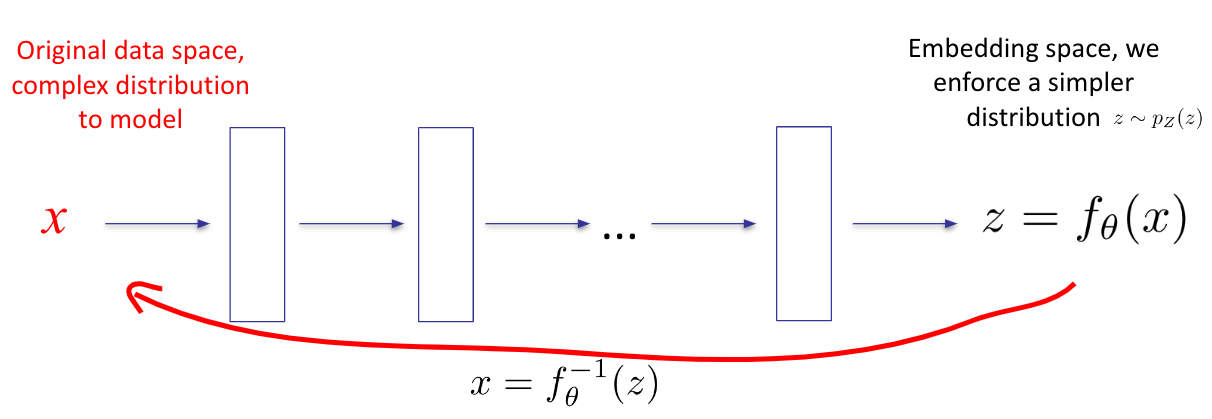 Original data space,
complex distribution
to model
Embedding space, we
enforce a simpler
distribution z ∼ p_Z(z)
x
...
z = f_θ(x)
x = f_θ^{-1}(z)